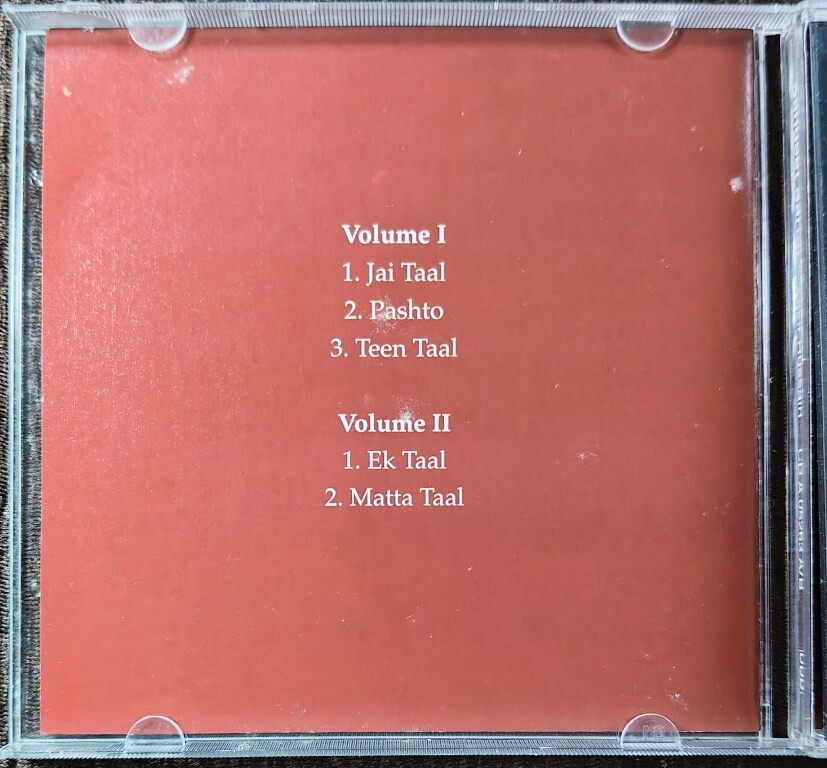 Volume I
1. Jai Taal
2. Pashto
3. Teen Taal
Volume II
1. Ek Taal
2. Matta Taal